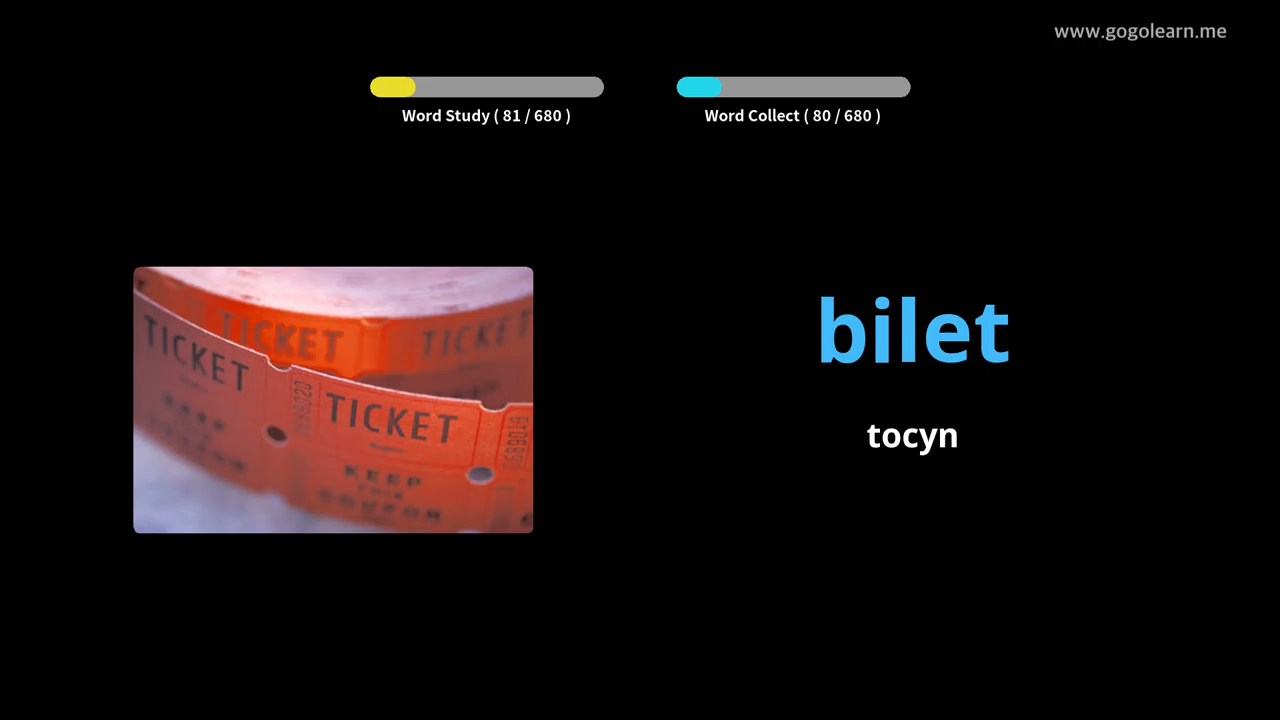 www.gogolearn.me
Word Study ( 81 / 680 )
Word Collect ( 80 / 680 )
TICKET
TICKET
TICKET
TICKET
KEEP
bilet
tocyn